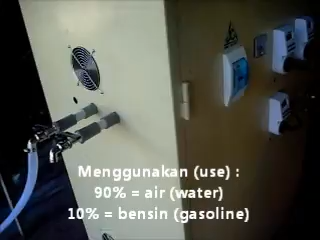 Menggunakan (use) :
90% = air (water)
10% = bensin (gasoline)